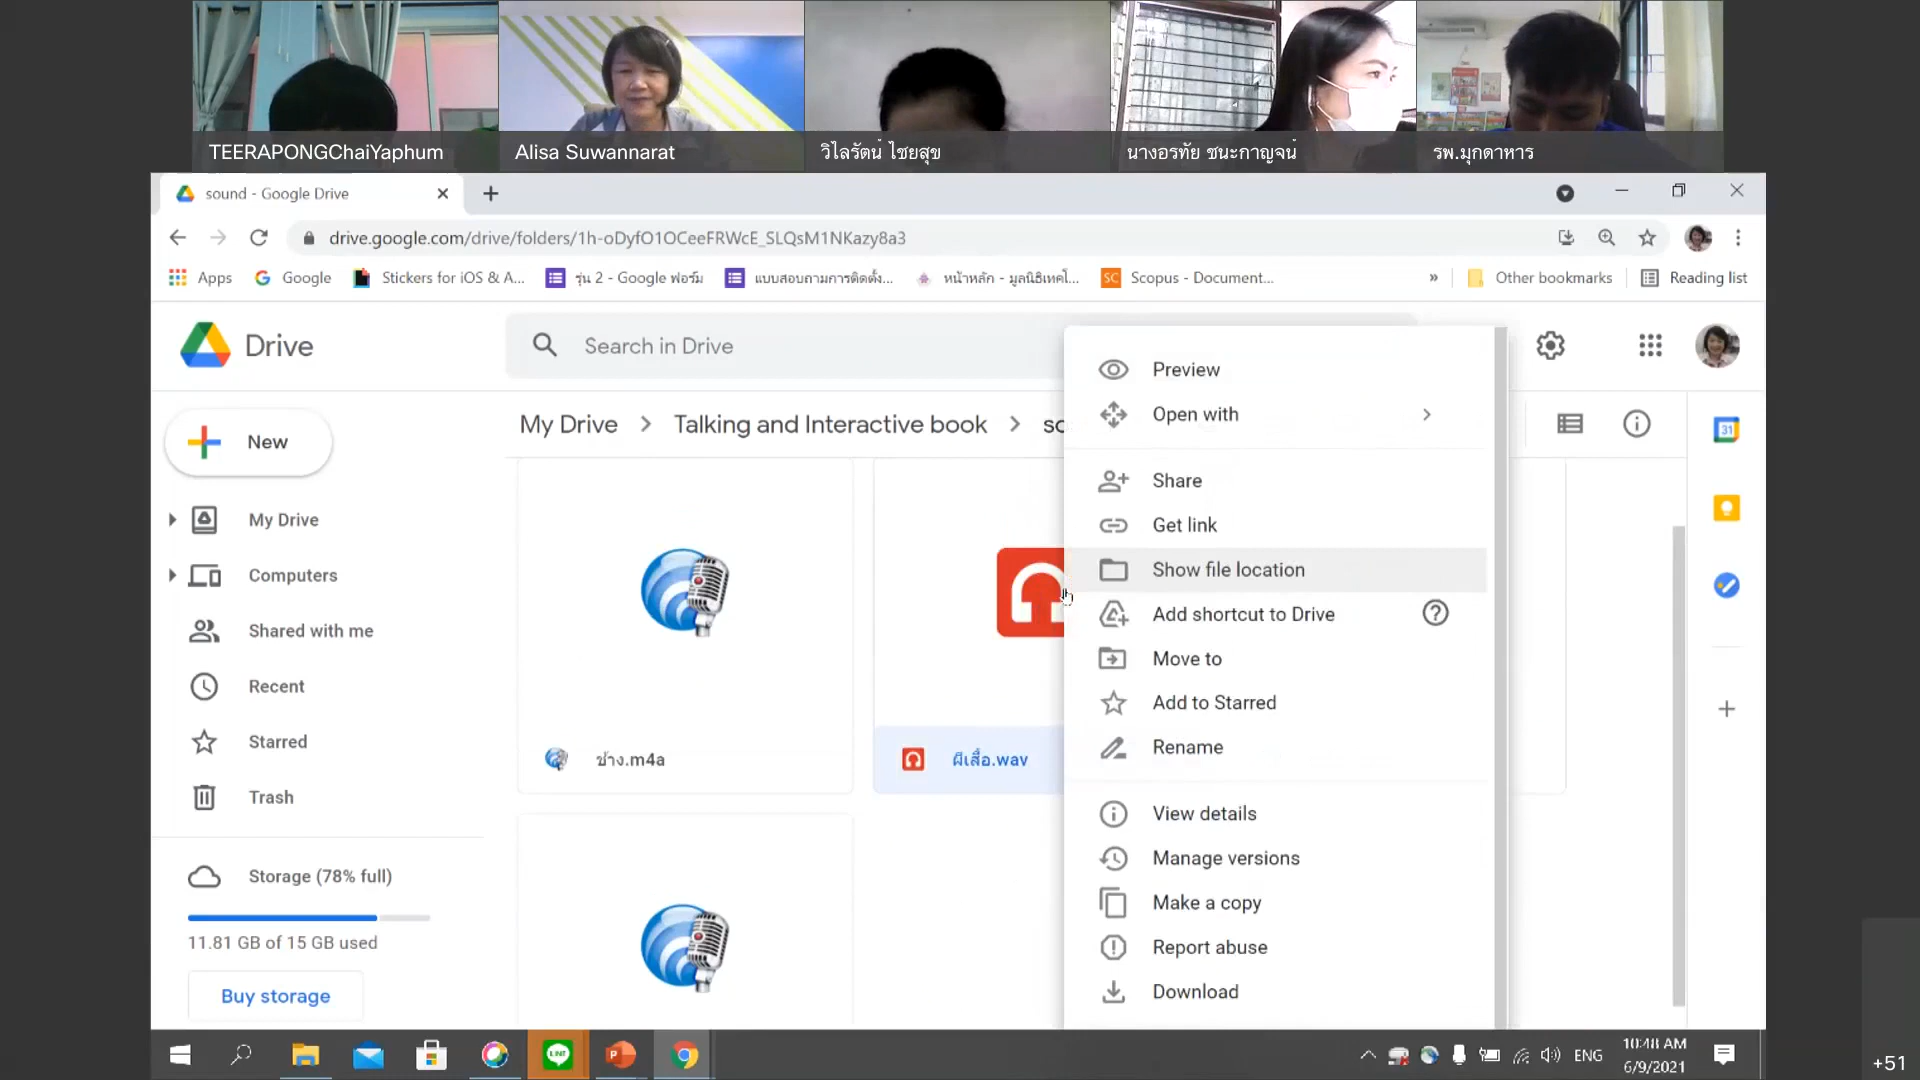 TEERAPONGChaiYaphum
Alisa Suwannarat
วิไลรัตน์ ไชยสุข
นางอรทัย ชนะกาญจน์
รพ.มุกดาหาร
sound - Google Drive
drive.google.com/drive/folders/1h-oDyfO1OCeeFRWcE_SLQsM1NKazy8a3
Apps
Google
Stickers for iOS & A...
รุ่น 2 - Google ฟอร์ม
แบบสอบถามการติดตั้ง...
หน้าหลัก - มูลนิธิเทคโ...
SC
Scopus - Document...
»
Other bookmarks
Reading list
Drive
Search in Drive
New
My Drive
Computers
Shared with me
Recent
Starred
Trash
Storage (78% full)
11.81 GB of 15 GB used
Buy storage
My Drive > Talking and Interactive book > so
ช้าง.m4a
ผีเสื้อ.wav
Preview
Open with
Share
Get link
Show file location
Add shortcut to Drive
Move to
Add to Starred
Rename
View details
Manage versions
Make a copy
Report abuse
Download
31
LINE
P
ENG
10:48 AM
6/9/2021
+51